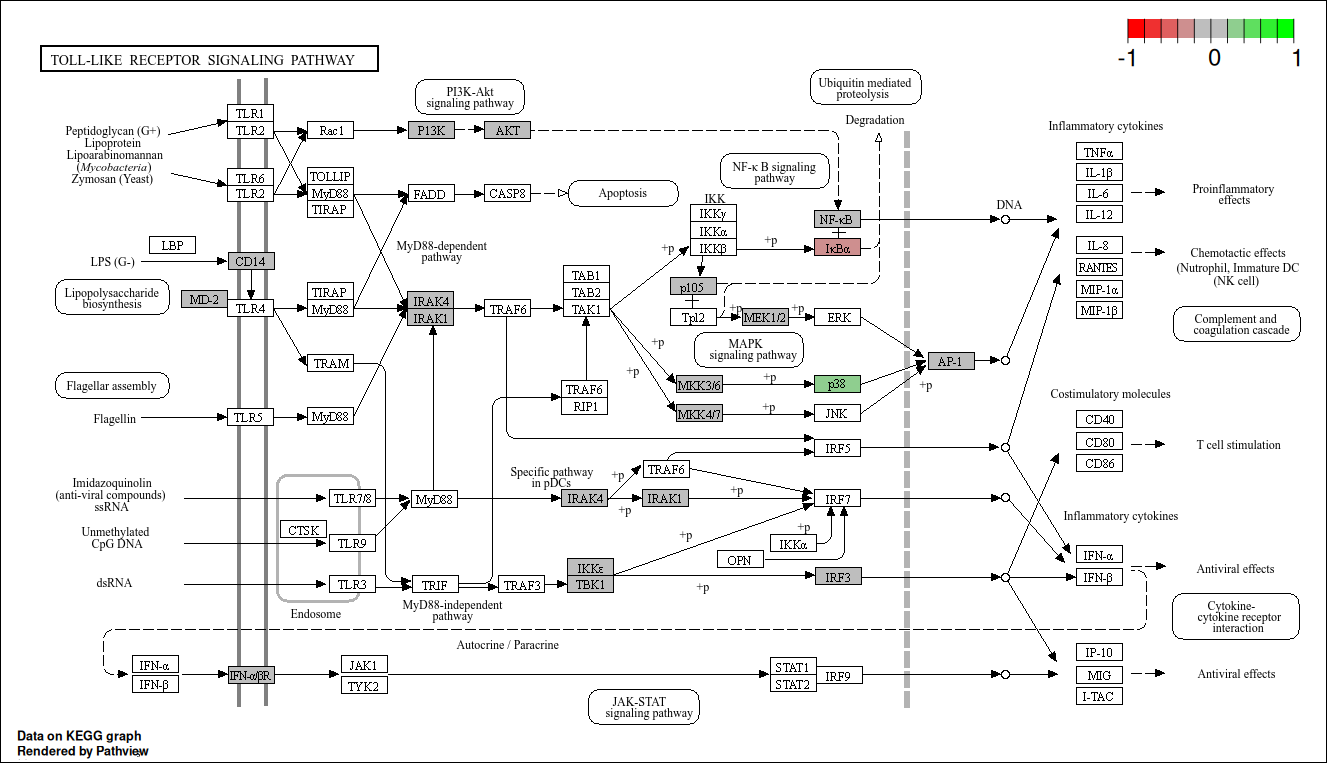 -1 0 1
TOLL-LIKE RECEPTOR SIGNALING PATHWAY
PI3K-Akt
signaling pathway
Ubiquitin mediated
proteolysis
Degradation
Peptidoglycan (G+)
Lipoprotein
Lipoarabinomannan
(Mycobacteria)
Zymosan (Yeast)
TLR1
TLR2
Rac1
P13K
AKT
TLR6
TLR2
TOLLIP
MyD88
TIRAP
FADD
CASP8
Apoptosis
NF-κ B signaling
pathway
IKK
IKKγ
IKKα
IKKβ
+p
+p
NF-κB
IκBα
DNA
Inflammatory cytokines
TNFα
IL-1β
IL-6
IL-12
Proinflammatory
effects
IL-8
RANTES
MIP-1α
MIP-1β
Chemotactic effects
(Nutrophil, Immature DC
(NK cell)
Complement and
coagulation cascade
LBP
LPS (G-)
CD14
MyD88-dependent
pathway
Lipopolysaccharide
biosynthesis
MD-2
TLR4
TIRAP
MyD88
IRAK4
IRAK1
TRAF6
TAB1
TAB2
TAK1
p105
Tpl2
+p
MEK1/2
+p
ERK
MAPK
signaling pathway
+p
+p
MKK3/6
+p
p38
MKK4/7
+p
JNK
AP-1
+p
TRAM
Flagellar assembly
Flagellin
TLR5
MyD88
TRAF6
RIP1
IRF5
Costimulatory molecules
CD40
CD80
CD86
T cell stimulation
Imidazoquinolin
(anti-viral compounds)
ssRNA
TLR7/8
MyD88
Specific pathway
in pDCs
IRAK4
+p
+p
TRAF6
IRAK1
+p
IRF7
Unmethylated
CpG DNA
CTSK
TLR9
+p
+p
IKKα
OPN
Inflammatory cytokines
IFN-α
IFN-β
Antiviral effects
dsRNA
TLR3
TRIF
TRAF3
IKKε
TBK1
+p
IRF3
Endosome
MyD88-independent
pathway
Cytokine-
cytokine receptor
interaction
Autocrine / Paracrine
IFN-α
IFN-β
IFN-α/βR
JAK1
TYK2
STAT1
STAT2
IRF9
IP-10
MIG
I-TAC
Antiviral effects
JAK-STAT
signaling pathway
Data on KEGG graph
Rendered by Pathview